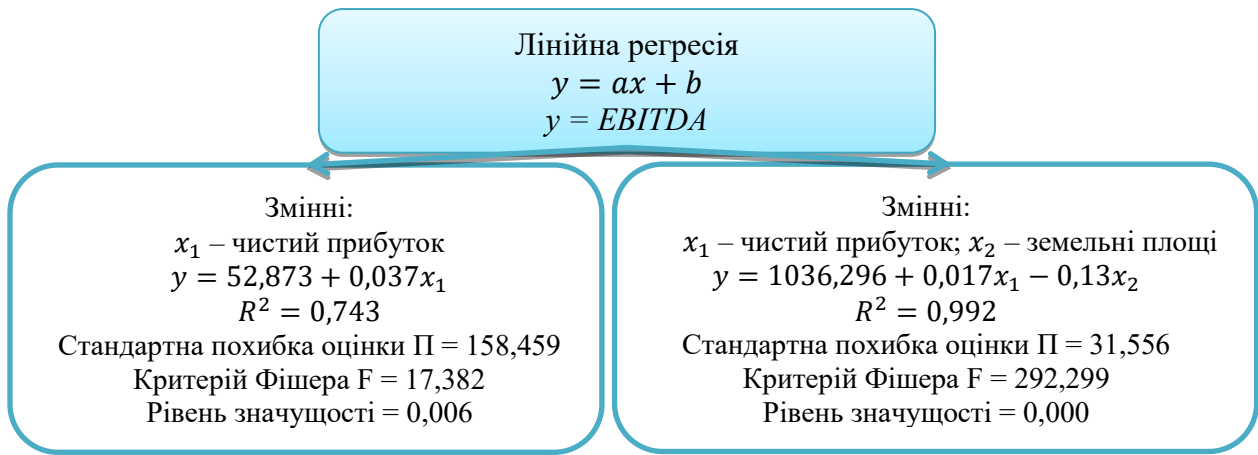 Лінійна регресія
y = ax + b
y = EBITDA
Змінні:
x₁ – чистий прибуток
y = 52,873 + 0,037x₁
R² = 0,743
Стандартна похибка оцінки П = 158,459
Критерій Фішера F = 17,382
Рівень значущості = 0,006
Змінні:
x₁ – чистий прибуток; x₂ – земельні площі
y = 1036,296 + 0,017x₁ − 0,13x₂
R² = 0,992
Стандартна похибка оцінки П = 31,556
Критерій Фішера F = 292,299
Рівень значущості = 0,000